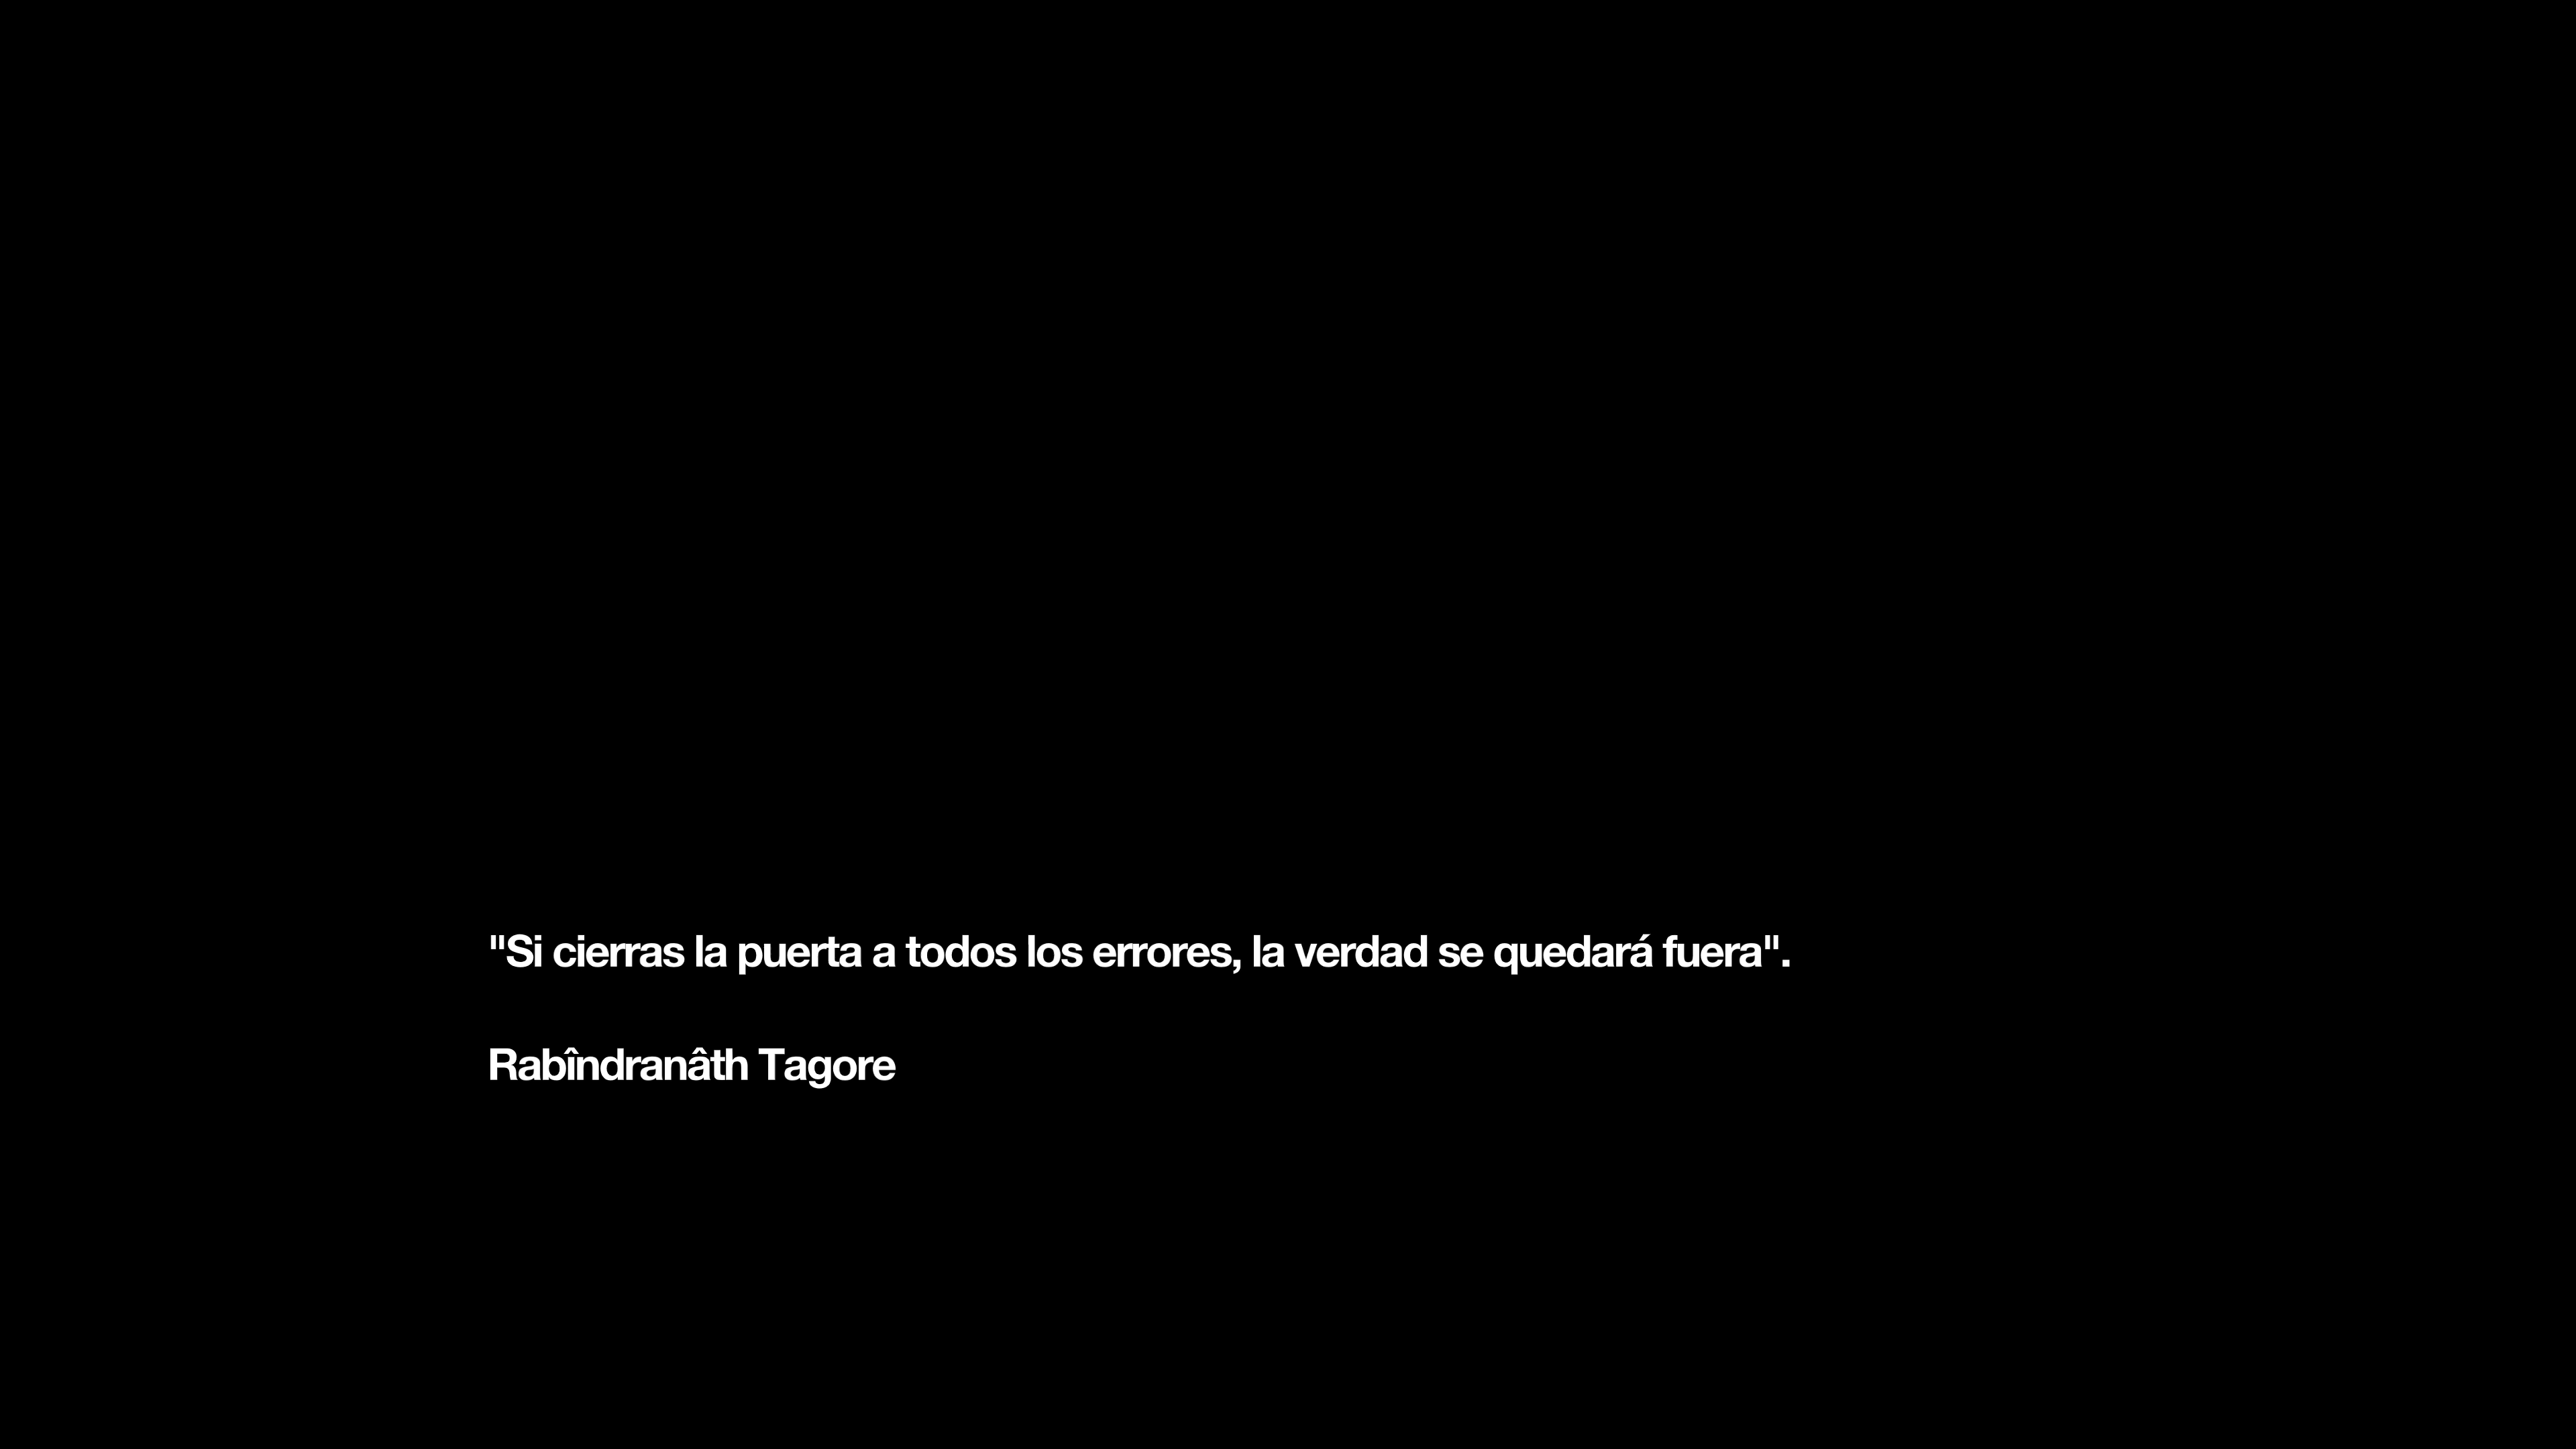 "Si cierras la puerta a todos los errores, la verdad se quedará fuera".
Rabîndranâth Tagore